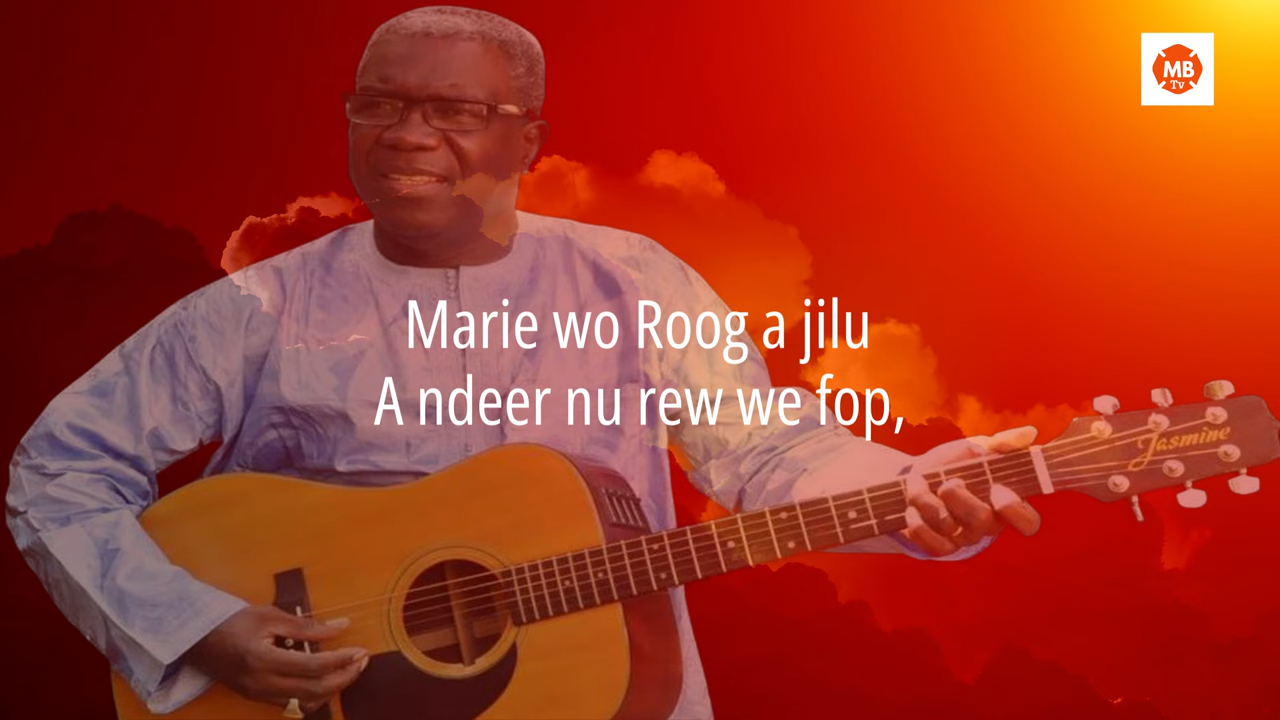 MB
Tv
Marie wo Roog a jilu
A ndeer nu rew we fop,
Jasmine